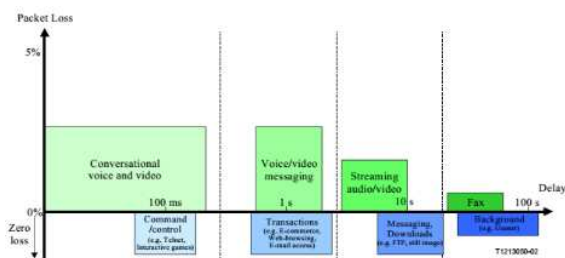 Packet Loss
5%
Conversational
voice and video
Voice/video
messaging
Streaming
audio/video
Fax
100 ms
1 s
10 s
100 s
Delay
0%
Zero
loss
Command
/control
(e.g. Telnet,
Interactive games)
Transactions
(e.g. E-commerce,
Web-browsing,
E-mail access)
Messaging,
Downloads
(e.g. FTP, still image)
Background
(e.g. Usenet)
T1213060-02